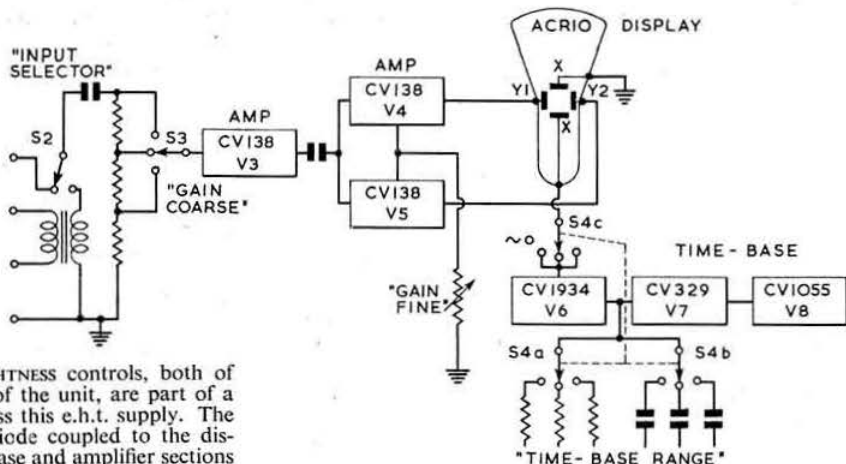 ACRIO DISPLAY
"INPUT
SELECTOR"
X
AMP
CV138
V4
Y1
Y2
X
AMP
CV138
V3
S2
S3
"GAIN
COARSE"
CV138
V5
S4c
~o
TIME-BASE
"GAIN
FINE"
CV1934
V6
CV329
V7
CV1055
V8
S4a
S4b
"TIME-BASE RANGE"
HTNESS controls, both of
of the unit, are part of a
ss this e.h.t. supply. The
iode coupled to the dis-
ase and amplifier sections